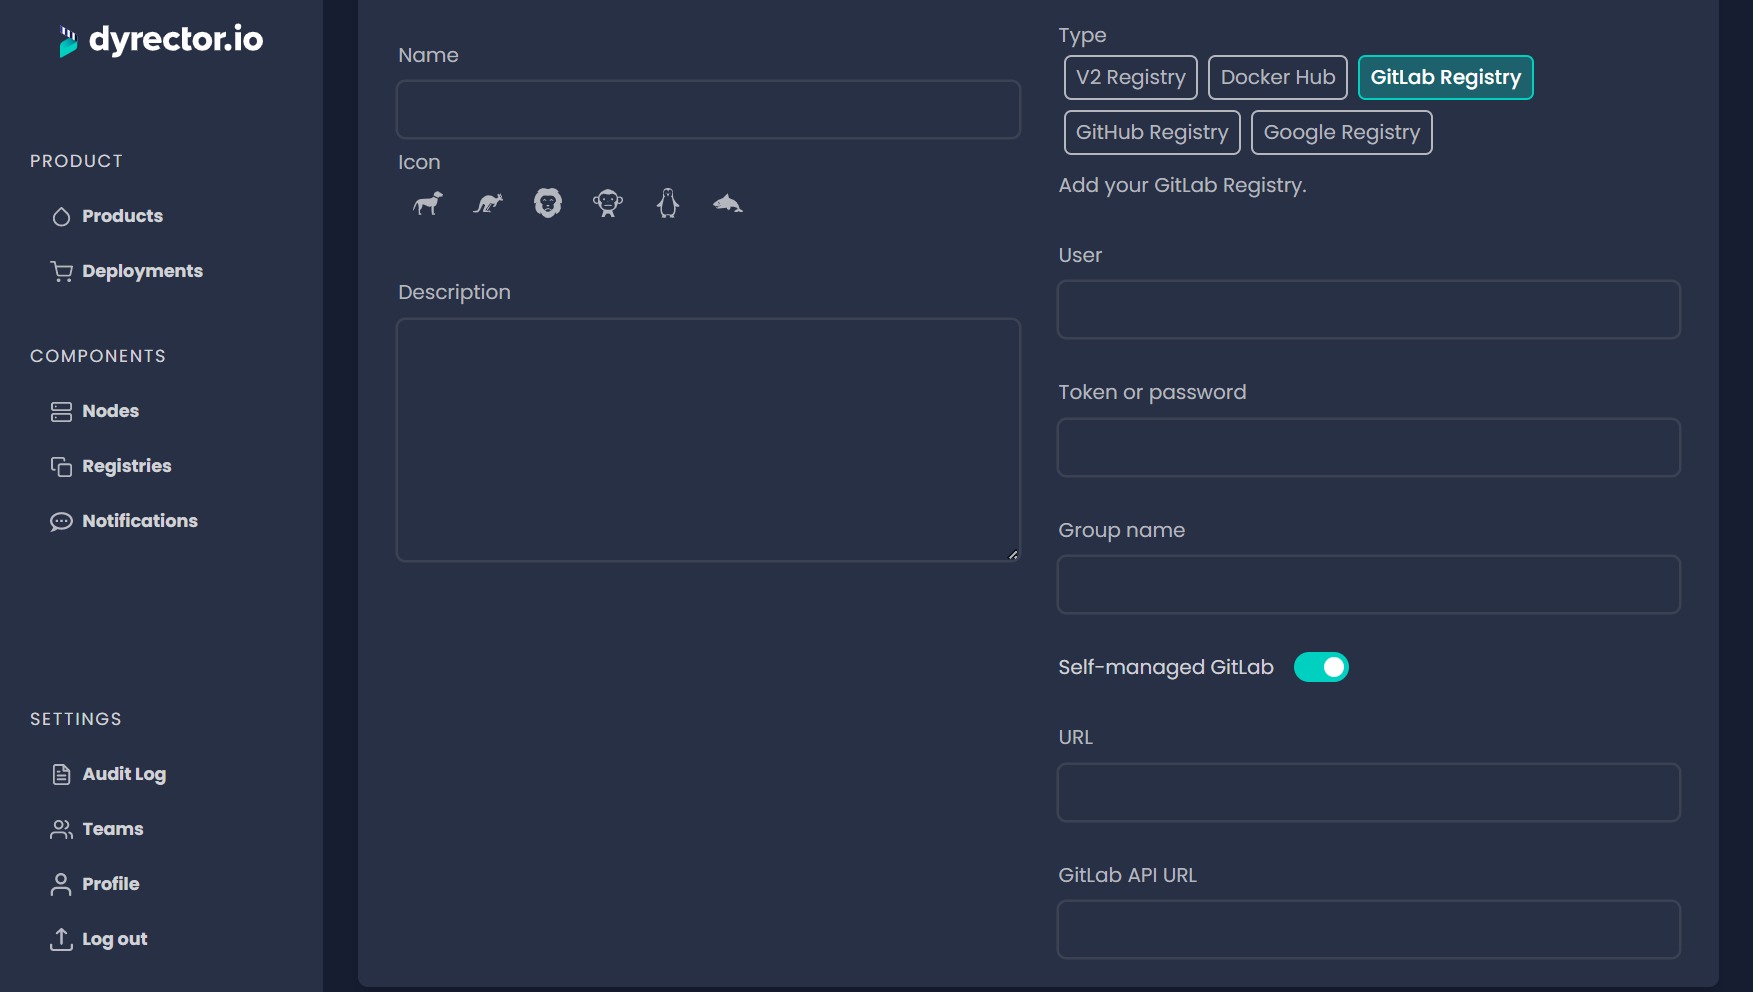 dyrector.io
PRODUCT
Products
Deployments
COMPONENTS
Nodes
Registries
Notifications
SETTINGS
Audit Log
Teams
Profile
Log out
Name
Icon
Description
Type
V2 Registry
Docker Hub
GitLab Registry
GitHub Registry
Google Registry
Add your GitLab Registry.
User
Token or password
Group name
Self-managed GitLab
URL
GitLab API URL